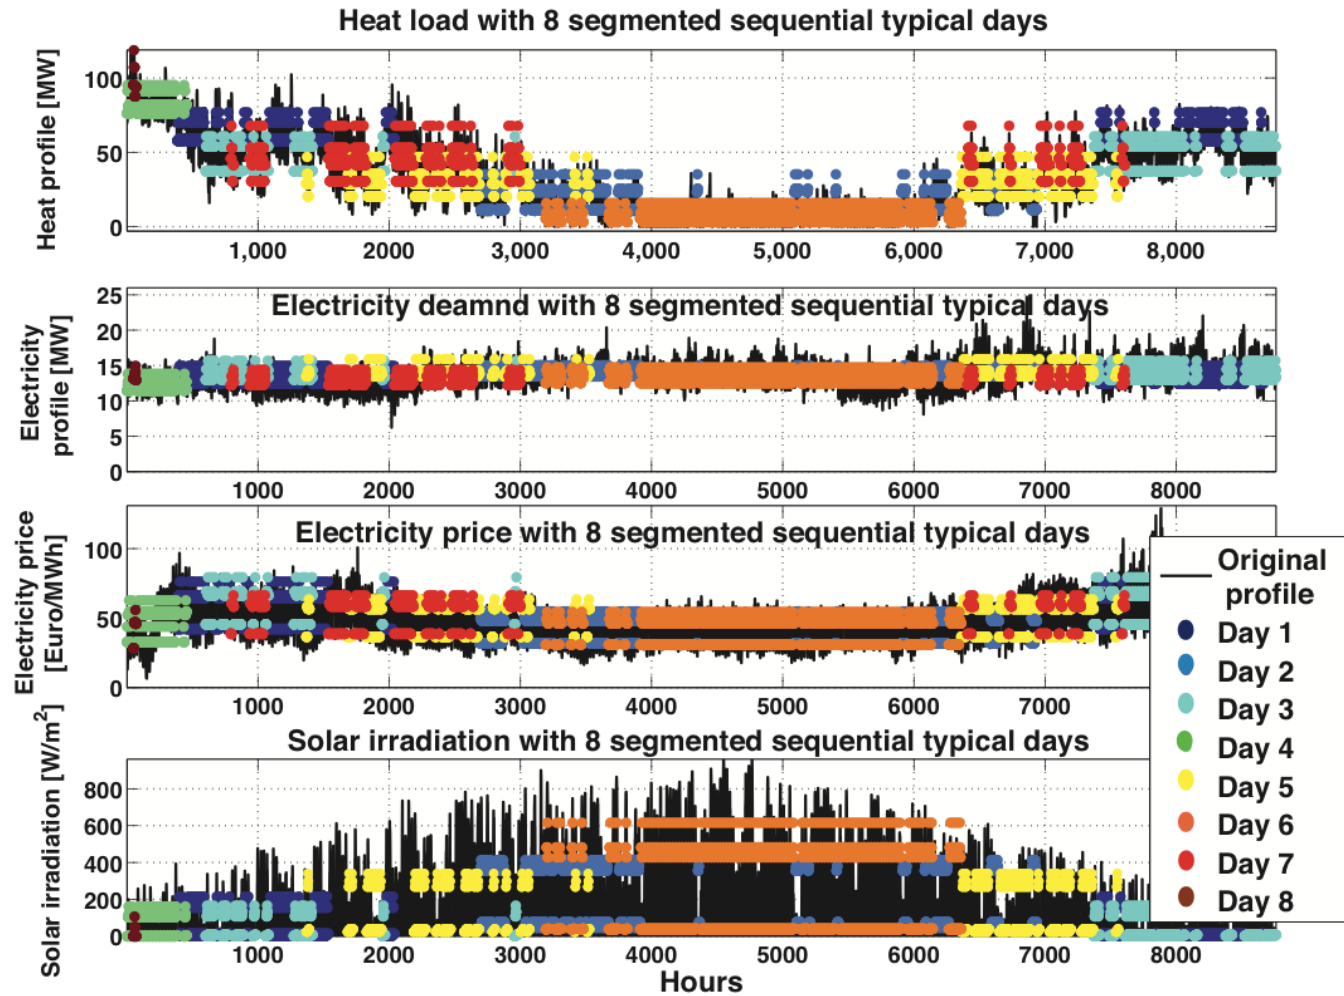 Heat load with 8 segmented sequential typical days
Heat profile [MW]
100
50
0
1,000 2000 3,000 4,000 5,000 6,000 7,000 8,000
Electricity deamnd with 8 segmented sequential typical days
Electricity
profile [MW]
25
20
15
10
5
0
1000 2000 3000 4000 5000 6000 7000 8000
Electricity price with 8 segmented sequential typical days
Electricity price
[Euro/MWh]
100
50
0
1000 2000 3000 4000 5000 6000 7000
Original
profile
Day 1
Day 2
Day 3
Day 4
Day 5
Day 6
Day 7
Day 8
Solar irradiation with 8 segmented sequential typical days
Solar irradiation [W/m²]
800
600
400
200
0
1000 2000 3000 4000 5000 6000 7000 8000
Hours